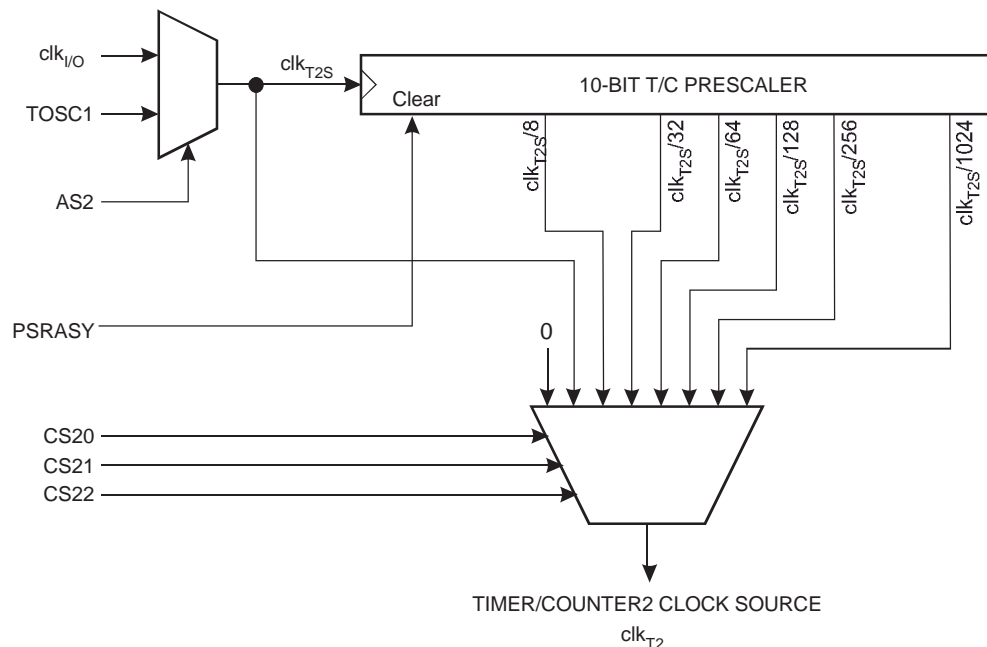 clkI/O
clkT2S
10-BIT T/C PRESCALER
TOSC1
Clear
clkT2S/8
clkT2S/32
clkT2S/64
clkT2S/128
clkT2S/256
clkT2S/1024
AS2
PSRASY
0
CS20
CS21
CS22
TIMER/COUNTER2 CLOCK SOURCE
clkT2